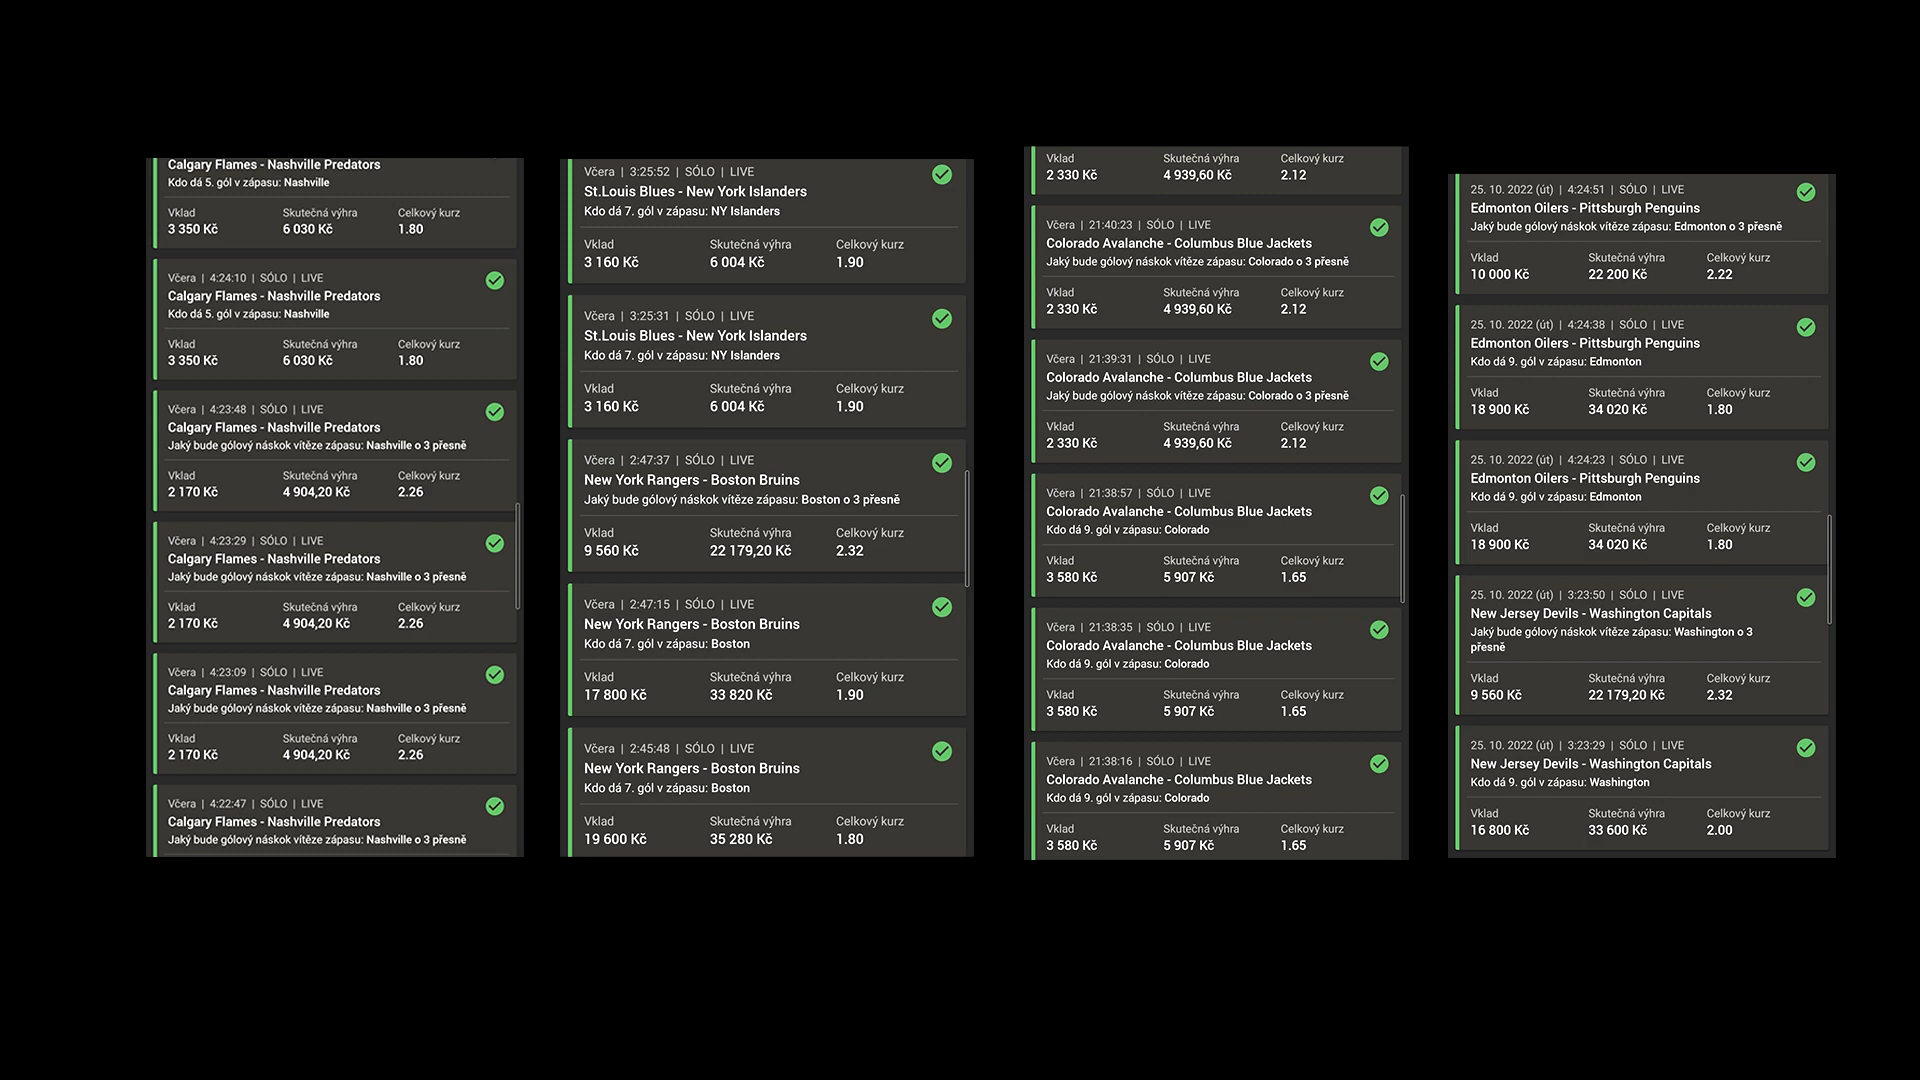 Calgary Flames - Nashville Predators
Kdo dá 5. gól v zápasu: Nashville
Vklad Skutečná výhra Celkový kurz
3 350 Kč 6 030 Kč 1.80
Včera | 4:24:10 | SÓLO | LIVE
Calgary Flames - Nashville Predators
Kdo dá 5. gól v zápasu: Nashville
Vklad Skutečná výhra Celkový kurz
3 350 Kč 6 030 Kč 1.80
Včera | 4:23:48 | SÓLO | LIVE
Calgary Flames - Nashville Predators
Jaký bude gólový náskok vítěze zápasu: Nashville o 3 přesně
Vklad Skutečná výhra Celkový kurz
2 170 Kč 4 904,20 Kč 2.26
Včera | 4:23:29 | SÓLO | LIVE
Calgary Flames - Nashville Predators
Jaký bude gólový náskok vítěze zápasu: Nashville o 3 přesně
Vklad Skutečná výhra Celkový kurz
2 170 Kč 4 904,20 Kč 2.26
Včera | 4:23:09 | SÓLO | LIVE
Calgary Flames - Nashville Predators
Jaký bude gólový náskok vítěze zápasu: Nashville o 3 přesně
Vklad Skutečná výhra Celkový kurz
2 170 Kč 4 904,20 Kč 2.26
Včera | 4:22:47 | SÓLO | LIVE
Calgary Flames - Nashville Predators
Jaký bude gólový náskok vítěze zápasu: Nashville o 3 přesně
Včera | 3:25:52 | SÓLO | LIVE
St.Louis Blues - New York Islanders
Kdo dá 7. gól v zápasu: NY Islanders
Vklad Skutečná výhra Celkový kurz
3 160 Kč 6 004 Kč 1.90
Včera | 3:25:31 | SÓLO | LIVE
St.Louis Blues - New York Islanders
Kdo dá 7. gól v zápasu: NY Islanders
Vklad Skutečná výhra Celkový kurz
3 160 Kč 6 004 Kč 1.90
Včera | 2:47:37 | SÓLO | LIVE
New York Rangers - Boston Bruins
Jaký bude gólový náskok vítěze zápasu: Boston o 3 přesně
Vklad Skutečná výhra Celkový kurz
9 560 Kč 22 179,20 Kč 2.32
Včera | 2:47:15 | SÓLO | LIVE
New York Rangers - Boston Bruins
Kdo dá 7. gól v zápasu: Boston
Vklad Skutečná výhra Celkový kurz
17 800 Kč 33 820 Kč 1.90
Včera | 2:45:48 | SÓLO | LIVE
New York Rangers - Boston Bruins
Kdo dá 7. gól v zápasu: Boston
Vklad Skutečná výhra Celkový kurz
19 600 Kč 35 280 Kč 1.80
Vklad Skutečná výhra Celkový kurz
2 330 Kč 4 939,60 Kč 2.12
Včera | 21:40:23 | SÓLO | LIVE
Colorado Avalanche - Columbus Blue Jackets
Jaký bude gólový náskok vítěze zápasu: Colorado o 3 přesně
Vklad Skutečná výhra Celkový kurz
2 330 Kč 4 939,60 Kč 2.12
Včera | 21:39:31 | SÓLO | LIVE
Colorado Avalanche - Columbus Blue Jackets
Jaký bude gólový náskok vítěze zápasu: Colorado o 3 přesně
Vklad Skutečná výhra Celkový kurz
2 330 Kč 4 939,60 Kč 2.12
Včera | 21:38:57 | SÓLO | LIVE
Colorado Avalanche - Columbus Blue Jackets
Kdo dá 9. gól v zápasu: Colorado
Vklad Skutečná výhra Celkový kurz
3 580 Kč 5 907 Kč 1.65
Včera | 21:38:35 | SÓLO | LIVE
Colorado Avalanche - Columbus Blue Jackets
Kdo dá 9. gól v zápasu: Colorado
Vklad Skutečná výhra Celkový kurz
3 580 Kč 5 907 Kč 1.65
Včera | 21:38:16 | SÓLO | LIVE
Colorado Avalanche - Columbus Blue Jackets
Kdo dá 9. gól v zápasu: Colorado
Vklad Skutečná výhra Celkový kurz
3 580 Kč 5 907 Kč 1.65
25. 10. 2022 (út) | 4:24:51 | SÓLO | LIVE
Edmonton Oilers - Pittsburgh Penguins
Jaký bude gólový náskok vítěze zápasu: Edmonton o 3 přesně
Vklad Skutečná výhra Celkový kurz
10 000 Kč 22 200 Kč 2.22
25. 10. 2022 (út) | 4:24:38 | SÓLO | LIVE
Edmonton Oilers - Pittsburgh Penguins
Kdo dá 9. gól v zápasu: Edmonton
Vklad Skutečná výhra Celkový kurz
18 900 Kč 34 020 Kč 1.80
25. 10. 2022 (út) | 4:24:23 | SÓLO | LIVE
Edmonton Oilers - Pittsburgh Penguins
Kdo dá 9. gól v zápasu: Edmonton
Vklad Skutečná výhra Celkový kurz
18 900 Kč 34 020 Kč 1.80
25. 10. 2022 (út) | 3:23:50 | SÓLO | LIVE
New Jersey Devils - Washington Capitals
Jaký bude gólový náskok vítěze zápasu: Washington o 3
přesně
Vklad Skutečná výhra Celkový kurz
9 560 Kč 22 179,20 Kč 2.32
25. 10. 2022 (út) | 3:23:29 | SÓLO | LIVE
New Jersey Devils - Washington Capitals
Kdo dá 9. gól v zápasu: Washington
Vklad Skutečná výhra Celkový kurz
16 800 Kč 33 600 Kč 2.00